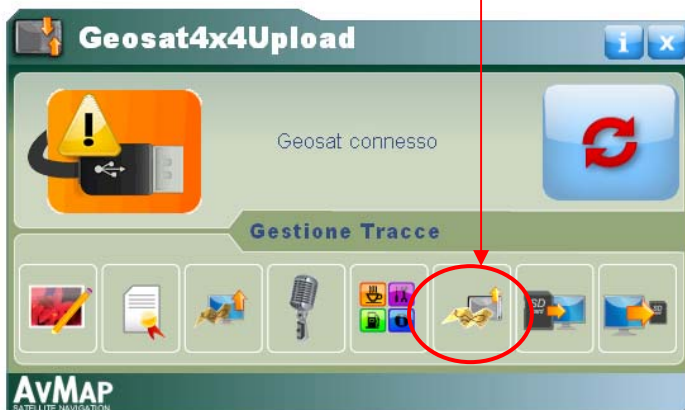 Geosat4x4Upload
i x
Geosat connesso
Gestione Tracce
SD
AvMap
SATELLITE NAVIGATION